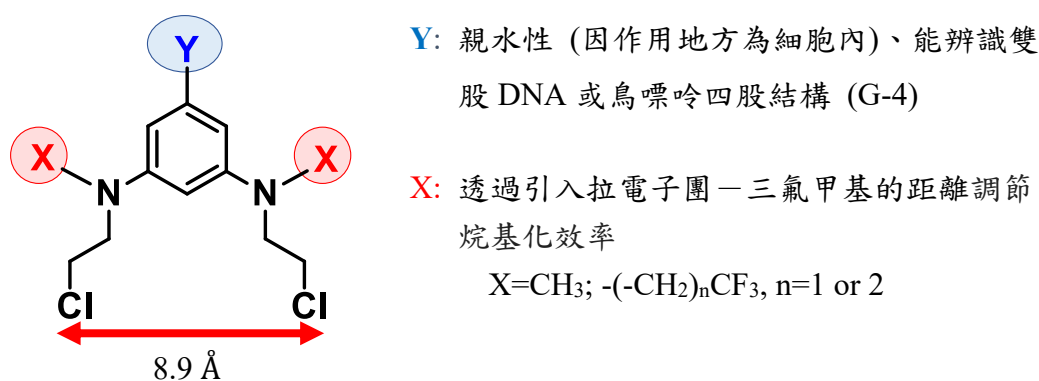 Y
X
X
N
N
Cl
Cl
8.9 Å
Y: 親水性 (因作用地方為細胞內)、能辨識雙
股 DNA 或鳥嘌呤四股結構 (G-4)
X: 透過引入拉電子團－三氟甲基的距離調節
烷基化效率
X=CH₃; -(-CH2)ₙCF₃, n=1 or 2